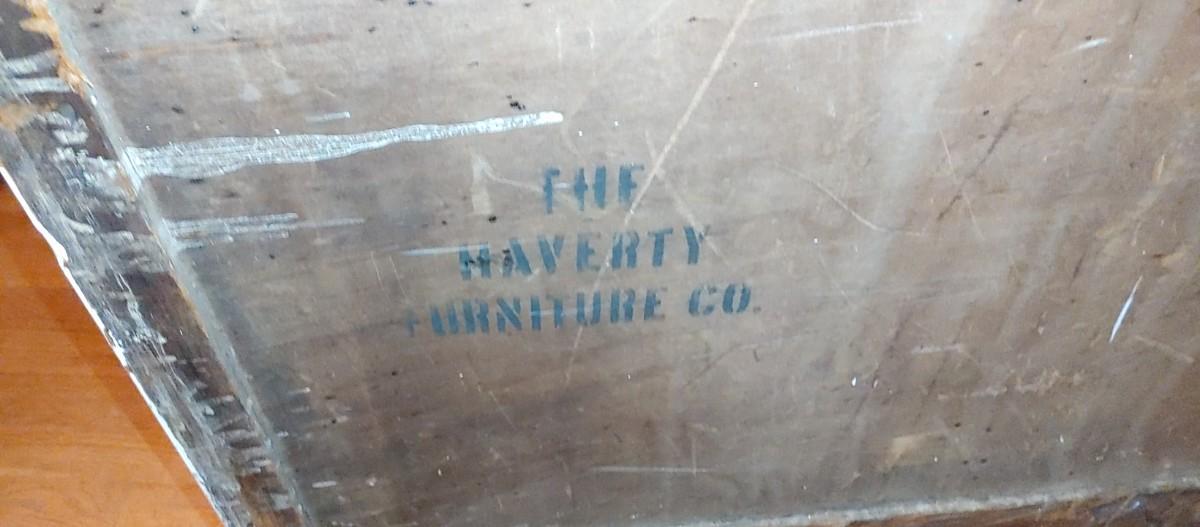 THE
HAVERTY
FURNITURE CO.